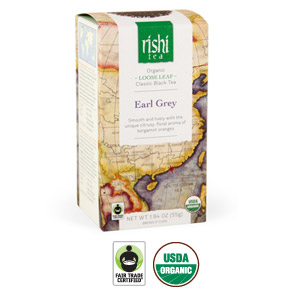 rishi
tea
Organic
- LOOSE LEAF -
Classic Black Tea
Earl Grey
Smooth and lively with the
unique citrusy, floral aroma of
bergamot oranges
NET WT 1.94 OZ (55g)
FAIR TRADE
CERTIFIED
USDA
ORGANIC